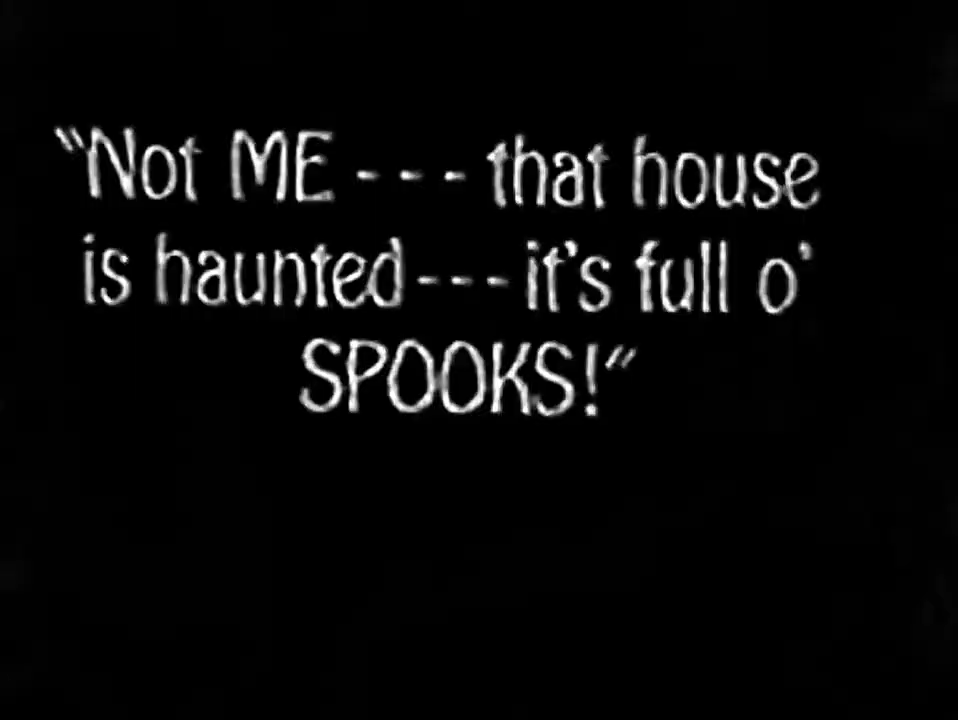 "Not ME --- that house
is haunted --- it's full o'
SPOOKS!"